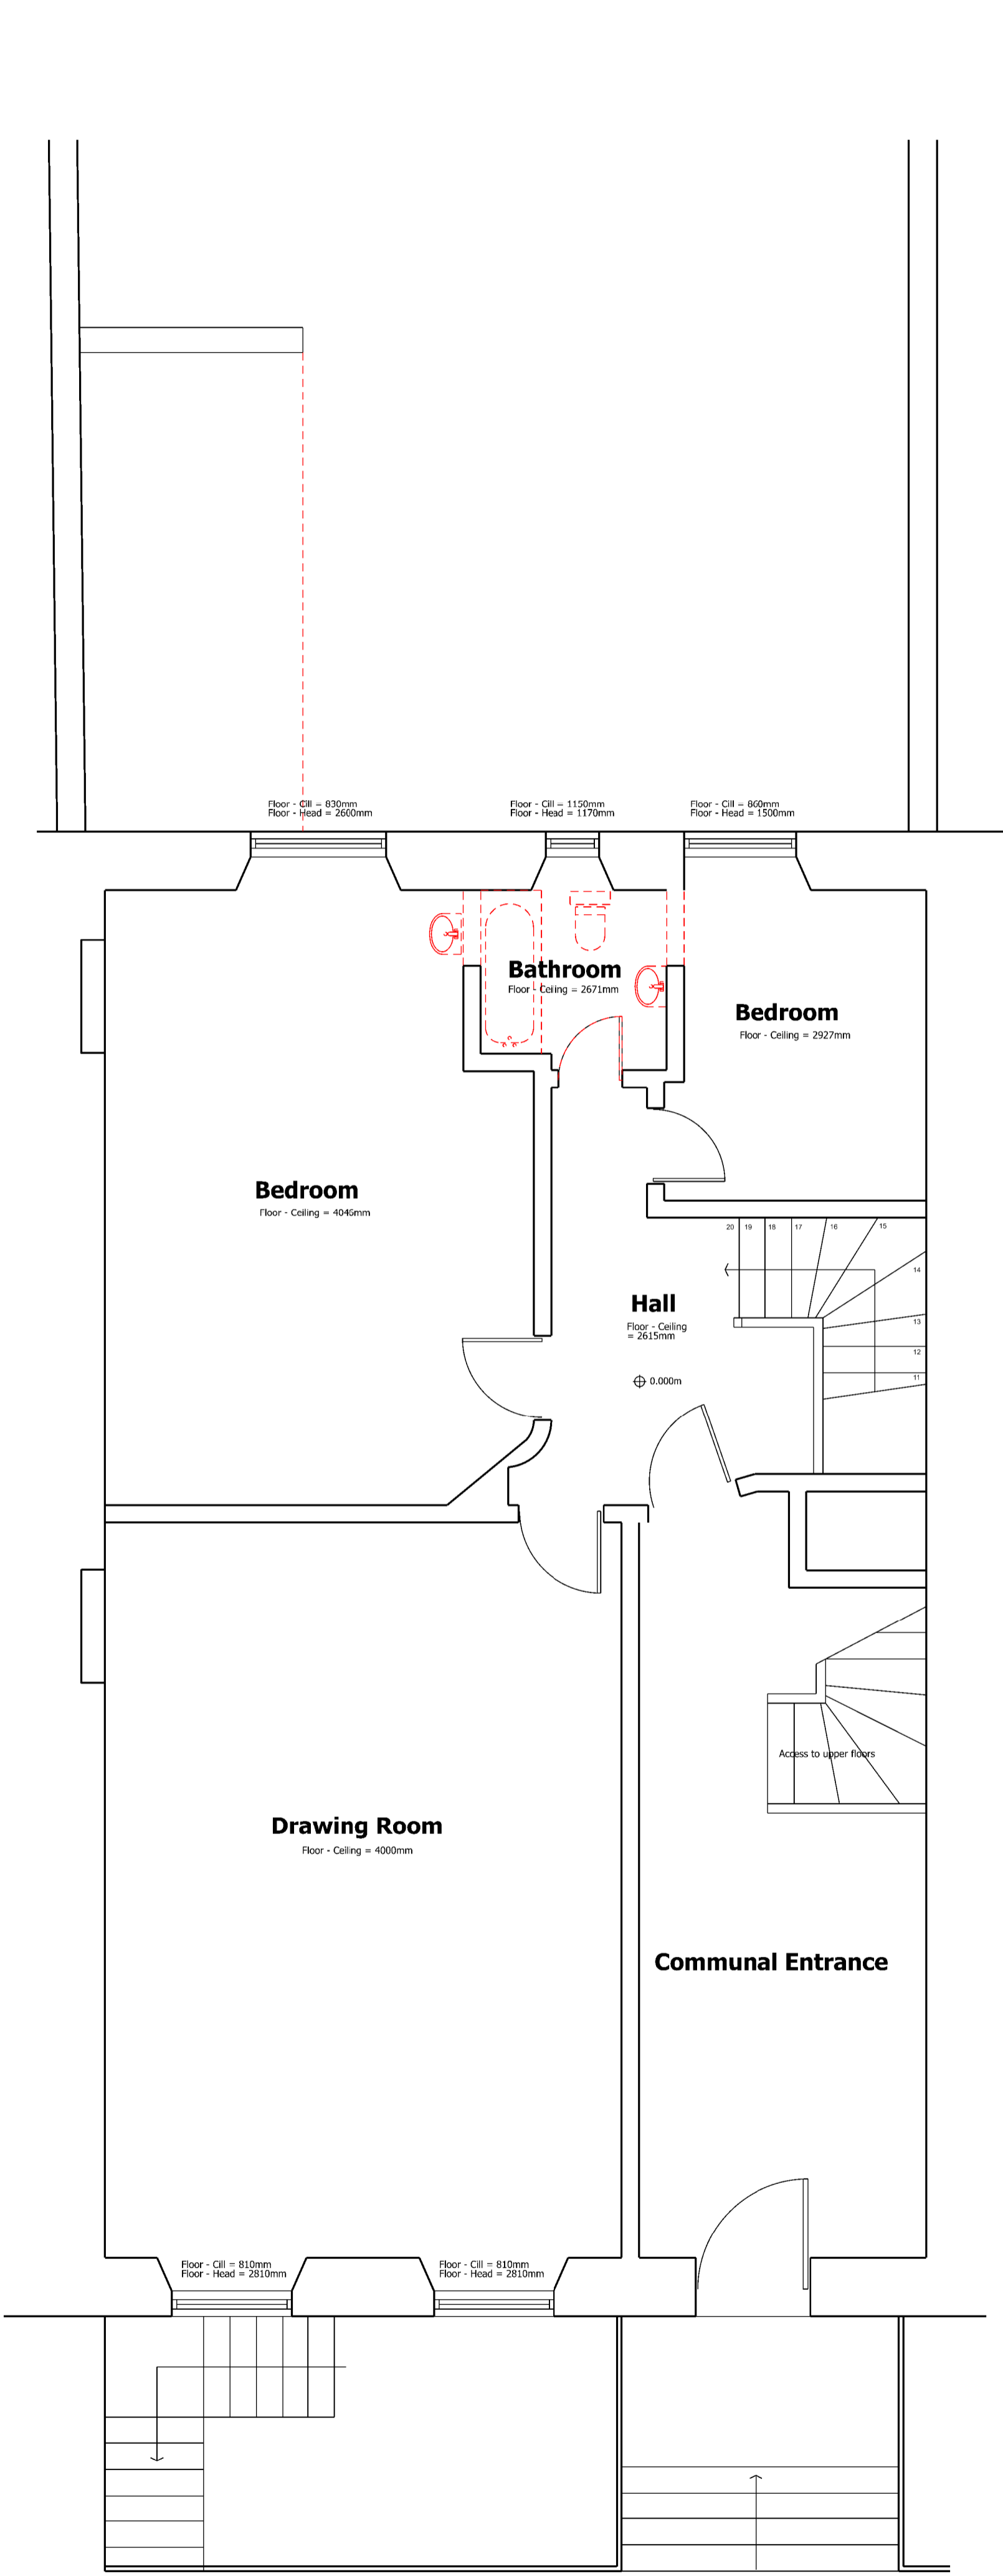 Floor - Cill = 830mm
Floor - Head = 2600mm
Floor - Cill = 1150mm
Floor - Head = 1170mm
Floor - Cill = 860mm
Floor - Head = 1500mm
Bathroom
Floor - Ceiling = 2671mm
Bedroom
Floor - Ceiling = 2927mm
Bedroom
Floor - Ceiling = 4046mm
20
19
18
17
16
15
14
13
12
11
Hall
Floor - Ceiling
= 2615mm
0.000m
Access to upper floors
Drawing Room
Floor - Ceiling = 4000mm
Communal Entrance
Floor - Cill = 810mm
Floor - Head = 2810mm
Floor - Cill = 810mm
Floor - Head = 2810mm